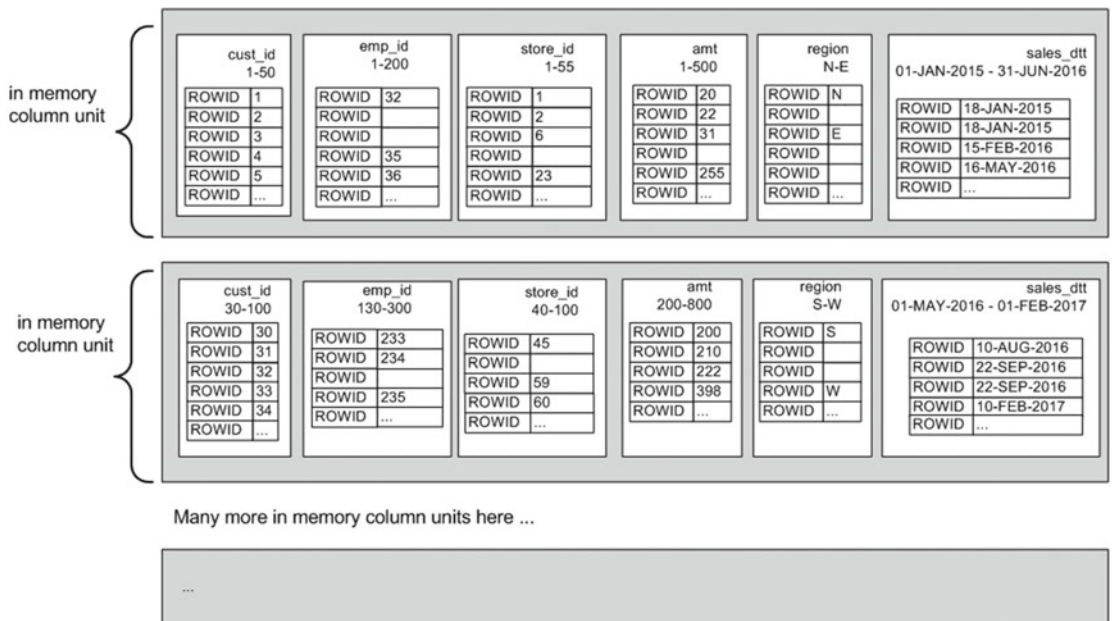 in memory
column unit
cust_id
1-50
ROWID 1
ROWID 2
ROWID 3
ROWID 4
ROWID 5
ROWID ...
emp_id
1-200
ROWID 32
ROWID
ROWID
ROWID 35
ROWID 36
ROWID ...
store_id
1-55
ROWID 1
ROWID 2
ROWID 6
ROWID
ROWID 23
ROWID ...
amt
1-500
ROWID 20
ROWID 22
ROWID 31
ROWID
ROWID 255
ROWID ...
region
N-E
ROWID N
ROWID
ROWID E
ROWID
ROWID
ROWID ...
sales_dtt
01-JAN-2015 - 31-JUN-2016
ROWID 18-JAN-2015
ROWID 18-JAN-2015
ROWID 15-FEB-2016
ROWID 16-MAY-2016
ROWID ...
in memory
column unit
cust_id
30-100
ROWID 30
ROWID 31
ROWID 32
ROWID 33
ROWID 34
ROWID ...
emp_id
130-300
ROWID 233
ROWID 234
ROWID
ROWID 235
ROWID ...
store_id
40-100
ROWID 45
ROWID
ROWID 59
ROWID 60
ROWID ...
amt
200-800
ROWID 200
ROWID 210
ROWID 222
ROWID 398
ROWID ...
region
S-W
ROWID S
ROWID
ROWID
ROWID W
ROWID ...
sales_dtt
01-MAY-2016 - 01-FEB-2017
ROWID 10-AUG-2016
ROWID 22-SEP-2016
ROWID 22-SEP-2016
ROWID 10-FEB-2017
ROWID ...
Many more in memory column units here ...
...